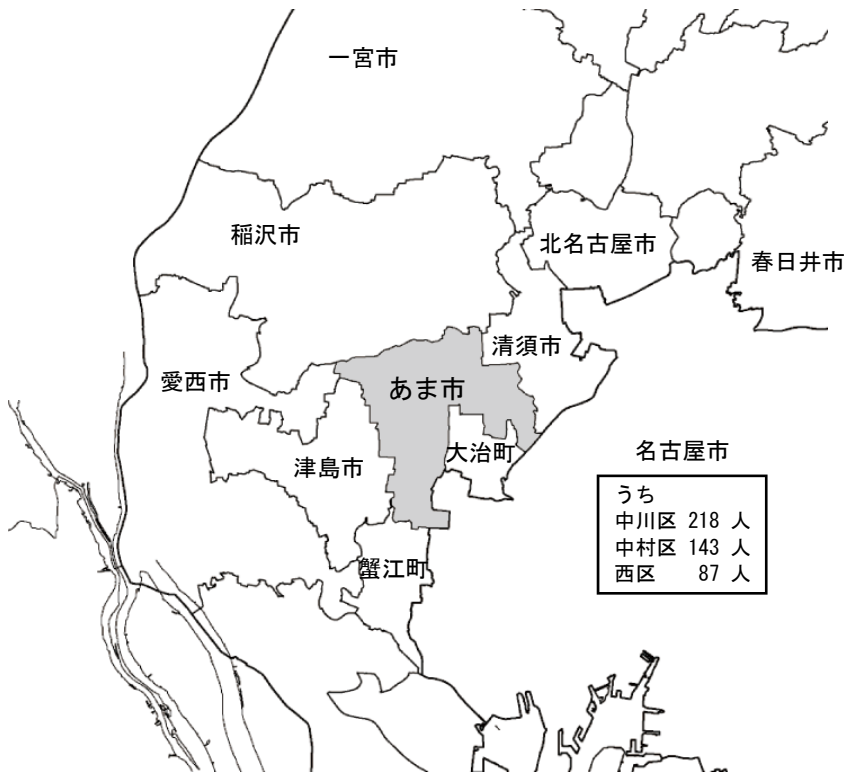 一宮市
稲沢市
北名古屋市
春日井市
清須市
愛西市
あま市
大治町
名古屋市
津島市
うち
中川区 218 人
中村区 143 人
西区 87 人
蟹江町